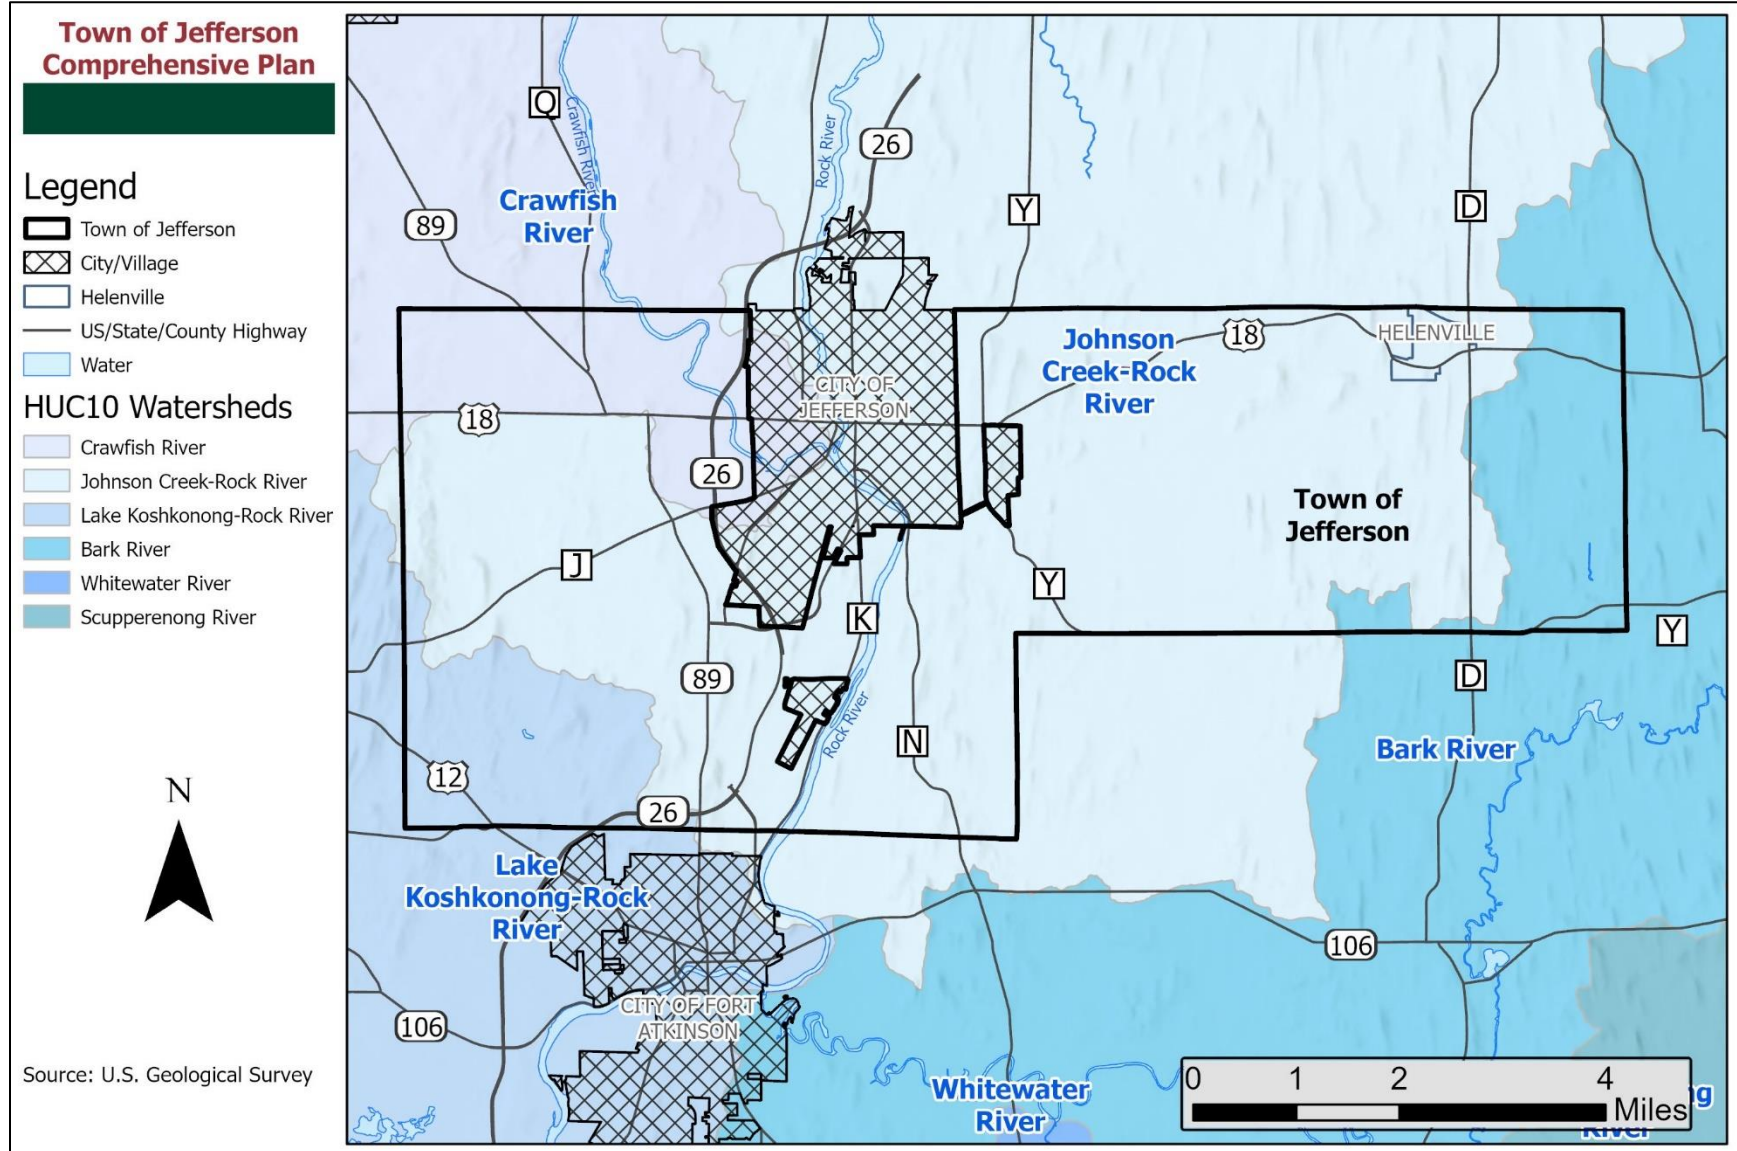 Town of Jefferson
Comprehensive Plan
Legend
Town of Jefferson
City/Village
Helenville
US/State/County Highway
Water
HUC10 Watersheds
Crawfish River
Johnson Creek-Rock River
Lake Koshkonong-Rock River
Bark River
Whitewater River
Scupperenong River
N
Source: U.S. Geological Survey
Q
Crawfish River
Rock River
26
Crawfish
River
89
Y
D
18
HELENVILLE
Johnson
Creek-Rock
River
CITY OF
JEFFERSON
18
26
Town of
Jefferson
J
Y
K
Y
89
D
Rock River
N
Bark River
12
26
Lake
Koshkonong-Rock
River
106
CITY OF FORT
ATKINSON
106
Whitewater
River
0 1 2 4
Miles
ng
River